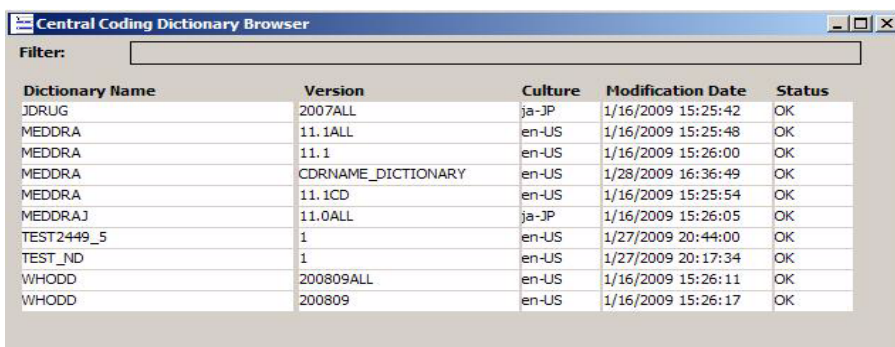 Central Coding Dictionary Browser
Filter:
Dictionary Name Version Culture Modification Date Status
JDRUG 2007ALL ja-JP 1/16/2009 15:25:42 OK
MEDDRA 11.1ALL en-US 1/16/2009 15:25:48 OK
MEDDRA 11.1 en-US 1/16/2009 15:26:00 OK
MEDDRA CDRNAME_DICTIONARY en-US 1/28/2009 16:36:49 OK
MEDDRA 11.1CD en-US 1/16/2009 15:25:54 OK
MEDDRAJ 11.0ALL ja-JP 1/16/2009 15:26:05 OK
TEST2449_5 1 en-US 1/27/2009 20:44:00 OK
TEST_ND 1 en-US 1/27/2009 20:17:34 OK
WHODD 200809ALL en-US 1/16/2009 15:26:11 OK
WHODD 200809 en-US 1/16/2009 15:26:17 OK